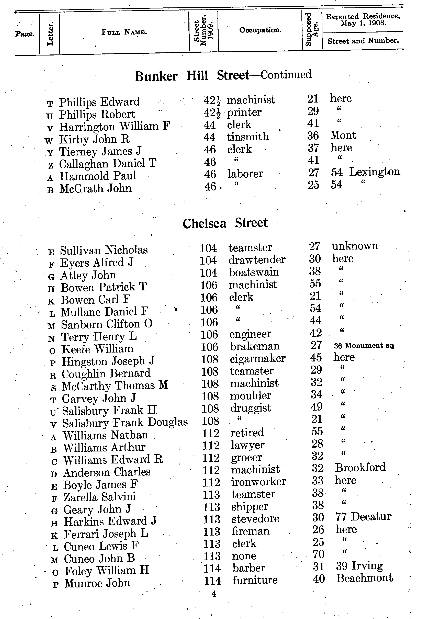 Page. Letter. Full Name. Street Number, 1909. Occupation. Supposed Age. Reported Residence, May 1, 1908. Street and Number.
Bunker Hill Street—Continued
T Phillips Edward 42½ machinist 21 here
U Phillips Robert 42½ printer 29 "
V Harrington William F 44 clerk 41 "
W Kirby John R 44 tinsmith 36 Mont
Y Tierney James J 46 clerk 37 here
Z Callaghan Daniel T 46 " 41 "
A Hammold Paul 46 laborer 27 54 Lexington
B McGrath John 46 " 25 54 "
Chelsea Street
E Sullivan Nicholas 104 teamster 27 unknown
F Eyers Alfred J 104 drawtender 30 here
G Atley John 104 boatswain 38 "
H Bowen Patrick T 106 machinist 55 "
K Bowen Carl F 106 clerk 21 "
L Mullane Daniel F 106 " 54 "
M Sanborn Clifton O 106 " 44 "
N Terry Henry L 106 engineer 42 "
O Keefe William 106 brakeman 27 36 Monument sq
P Hingston Joseph J 108 cigarmaker 45 here
R Coughlin Bernard 108 teamster 29 "
S McCarthy Thomas M 108 machinist 32 "
T Garvey John J 108 moulder 34 "
U Salisbury Frank H 108 druggist 49 "
V Salisbury Frank Douglas 108 " 21 "
A Williams Nathan 112 retired 55 "
B Williams Arthur 112 lawyer 28 "
C Williams Edward R 112 grocer 32 "
D Anderson Charles 112 machinist 32 Brookford
E Boyle James F 112 ironworker 33 here
F Zarella Salvini 113 teamster 38 "
G Geary John J 113 shipper 38 "
H Harkins Edward J 113 stevedore 30 77 Decatur
K Ferrari Joseph L 113 fireman 26 here
L Cuneo Lewis F 113 clerk 25 "
M Cuneo John B 113 none 70 "
O Foley William H 114 barber 31 39 Irving
P Munroe John 114 furniture 40 Beachmont
4